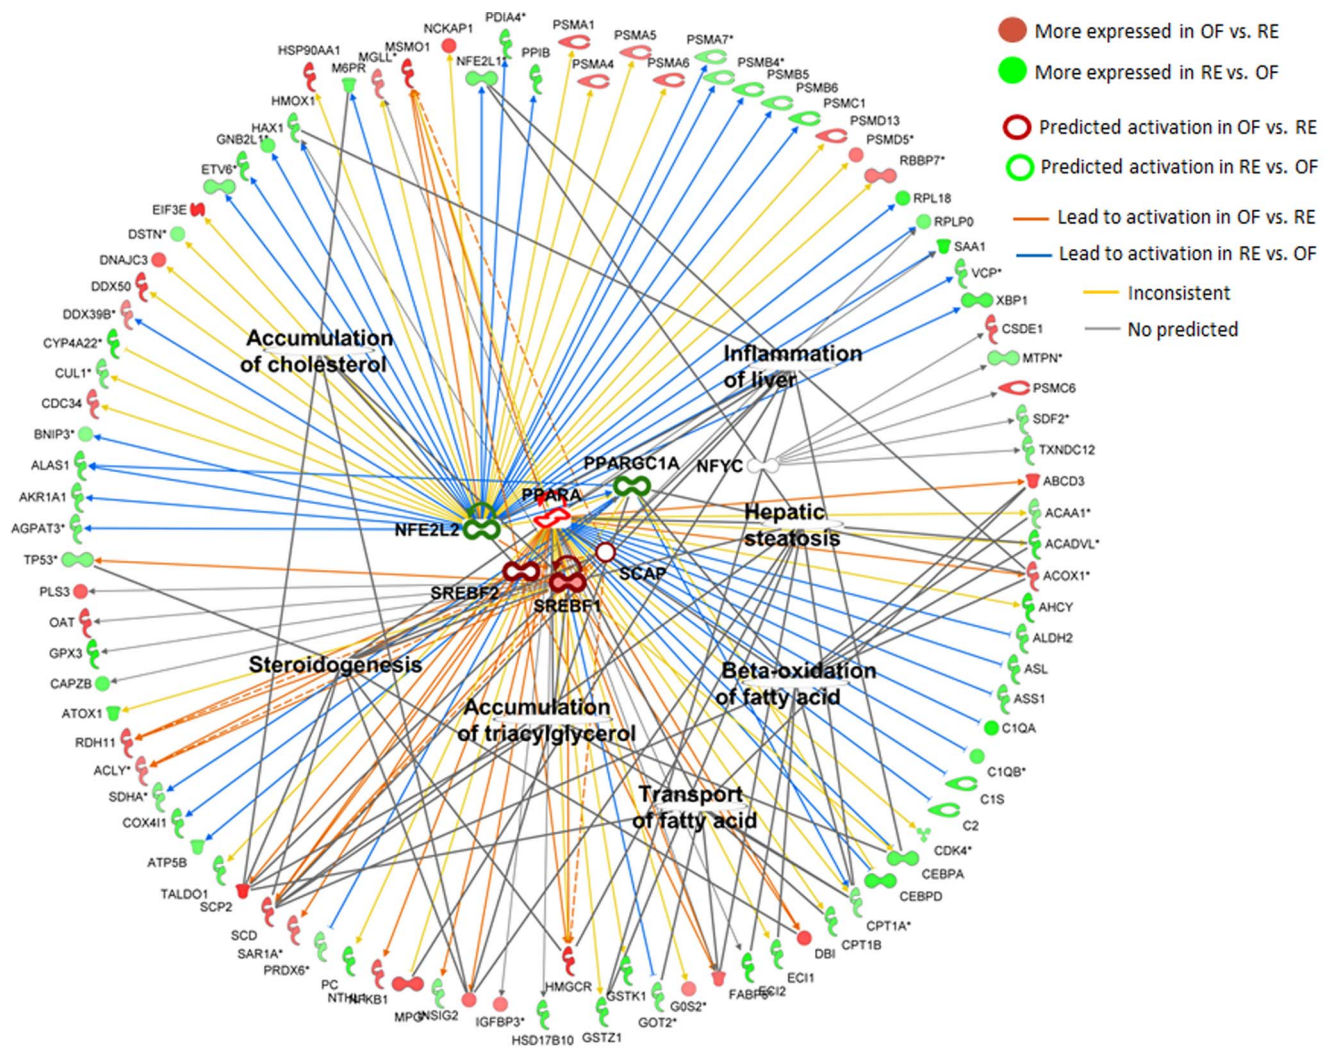 More expressed in OF vs. RE
More expressed in RE vs. OF
Predicted activation in OF vs. RE
Predicted activation in RE vs. OF
Lead to activation in OF vs. RE
Lead to activation in RE vs. OF
Inconsistent
No predicted
NCKAP1
PDIA4*
NFE2L1*
PPIB
PSMA1
PSMA4
PSMA5
PSMA6
PSMA7*
PSMB4*
PSMB5
PSMB6
PSMC1
PSMD13
PSMD5*
RBBP7*
RPL18
RPLP0
SAA1
VCP*
XBP1
CSDE1
MTPN*
PSMC6
SDF2*
TXNDC12
ABCD3
ACAA1*
ACADVL*
ACOX1*
AHCY
ALDH2
ASL
ASS1
C1QA
C1QB*
C1S
C2
CDK4*
CEBPA
CEBPD
CPT1A*
CPT1B
DBI
ECI1
ECI2
FABP5*
G0S2*
GOT2*
GSTK1
GSTZ1
HMGCR
HSD17B10
IGFBP3*
INSIG2
MPG
NFKB1
NTHL1
PC
PRDX6*
SAR1A*
SCD
SCP2
TALDO1
ATP5B
COX4I1
SDHA*
ACLY*
RDH11
ATOX1
CAPZB
GPX3
OAT
PLS3
TP53*
AGPAT3*
AKR1A1
ALAS1
BNIP3*
CDC34
CUL1*
CYP4A22*
DDX39B*
DDX50
DNAJC3
DSTN*
EIF3E
ETV6*
GNB2L1*
HAX1
HMOX1
M6PR
HSP90AA1
MGLL*
MSMO1
Accumulation
of cholesterol
Inflammation
of liver
PPARGC1A
NFYC
PPARA
NFE2L2
Hepatic
steatosis
SCAP
SREBF2
SREBF1
Steroidogenesis
Beta-oxidation
of fatty acid
Accumulation
of triacylglycerol
Transport
of fatty acid